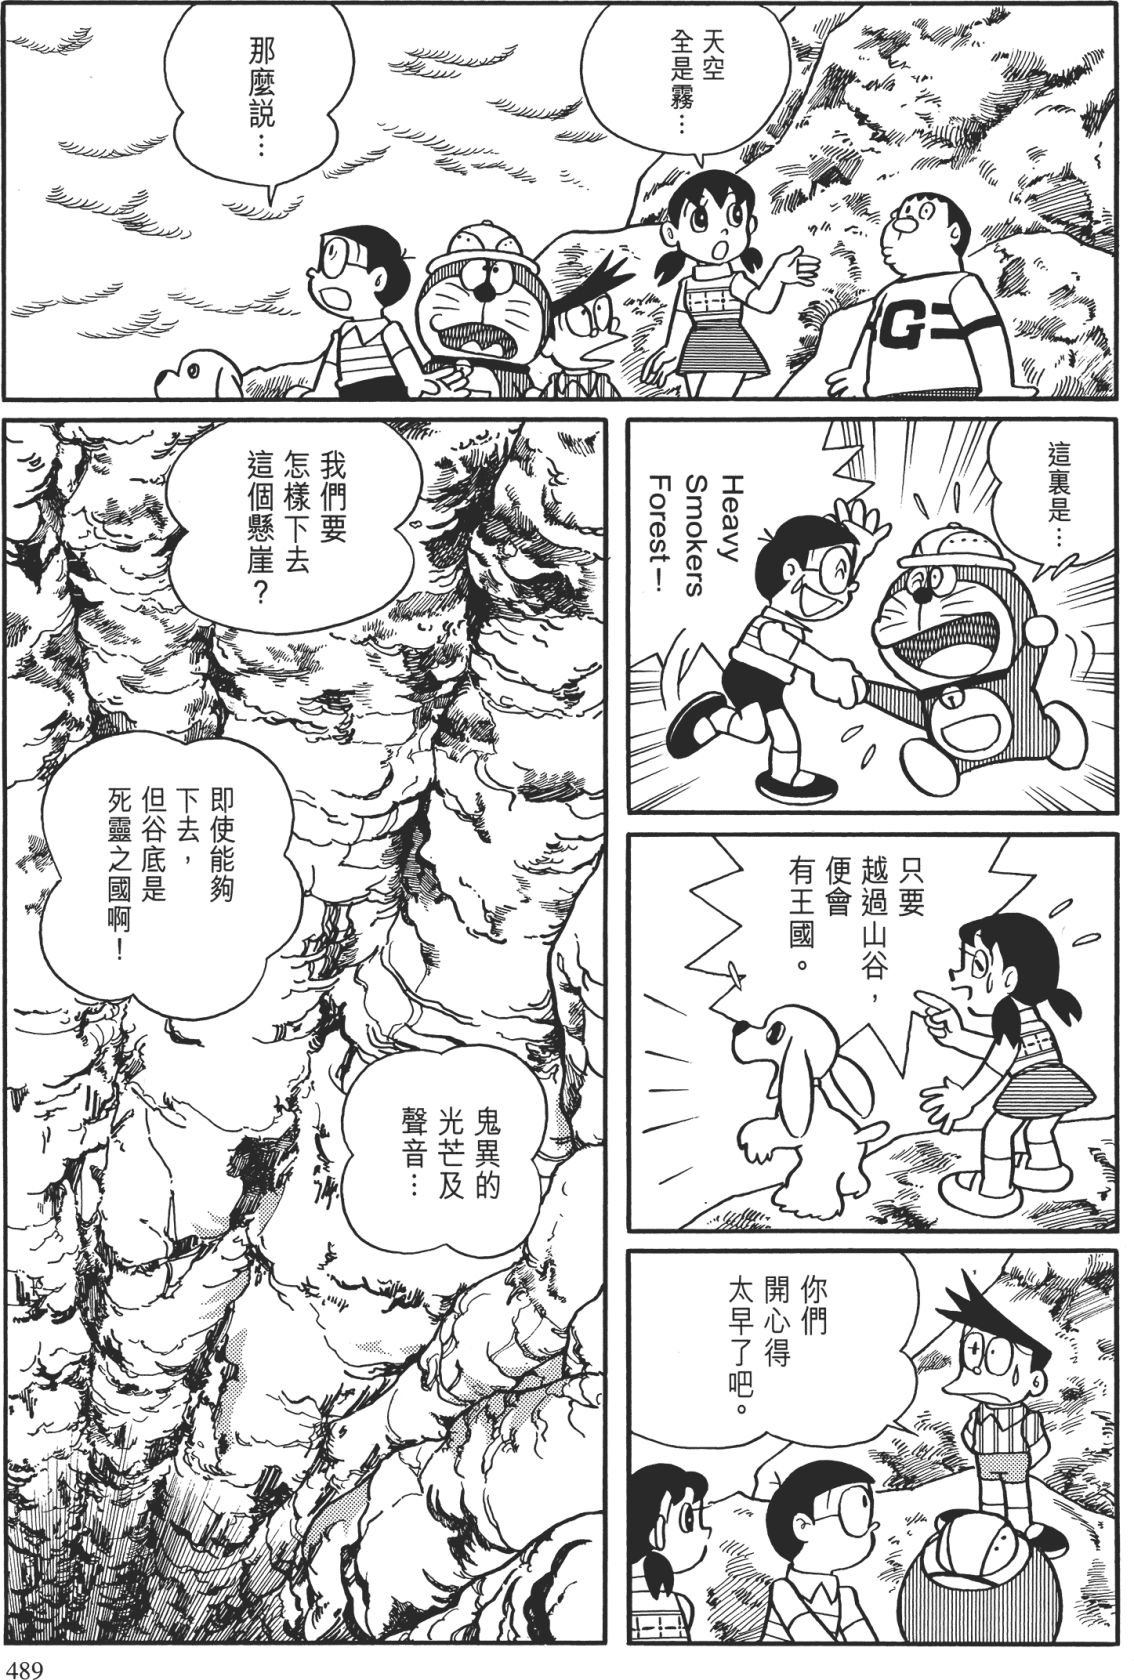 天空
全是霧…
那麼説…
G
這裏是…
Heavy
Smokers
Forest—
只要
越過山谷，
便會
有王國。
你們
開心得
太早了吧。
我們要
怎樣下去
這個懸崖？
即使能夠
下去，
但谷底是
死靈之國啊！
鬼異的
光芒及
聲音…
489